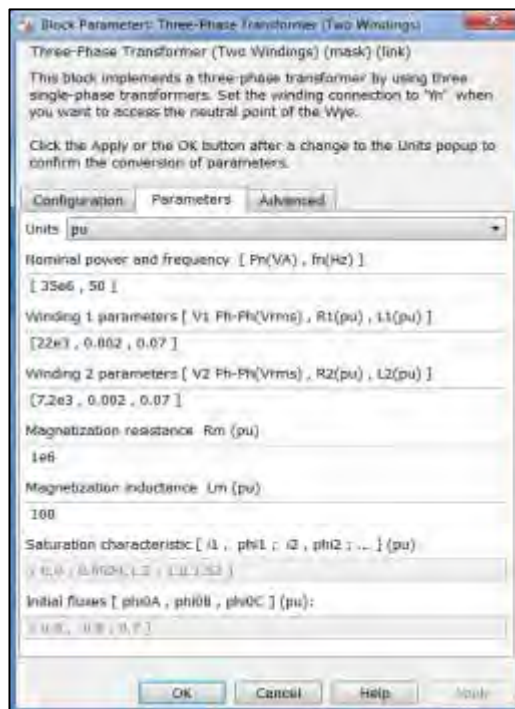 Block Parameters: Three-Phase Transformer (Two Windings)
Three-Phase Transformer (Two Windings) (mask) (link)
This block implements a three-phase transformer by using three
single-phase transformers. Set the winding connection to 'Yn' when
you want to access the neutral point of the Wye.
Click the Apply or the OK button after a change to the Units popup to
confirm the conversion of parameters.
Configuration Parameters Advanced
Units pu
Nominal power and frequency [ Pn(VA) , fn(Hz) ]
[ 35e6 , 50 ]
Winding 1 parameters [ V1 Ph-Ph(Vrms) , R1(pu) , L1(pu) ]
[22e3 , 0.002 , 0.07 ]
Winding 2 parameters [ V2 Ph-Ph(Vrms) , R2(pu) , L2(pu) ]
[7.2e3 , 0.002 , 0.07 ]
Magnetization resistance Rm (pu)
1e6
Magnetization inductance Lm (pu)
100
Saturation characteristic [ i1 , phi1 ; i2 , phi2 ; ... ] (pu)
Initial fluxes [ phi0A , phi0B , phi0C ] (pu):
OK Cancel Help Apply